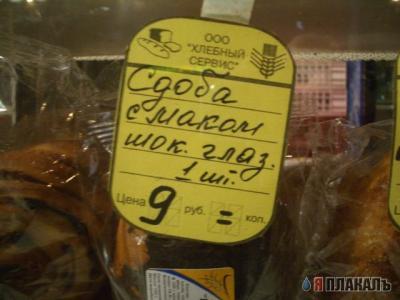 ООО
"ХЛЕБНЫЙ
СЕРВИС"
Сдоба
с маком
шок. глаз.
1 шт.
Цена 9 руб. = коп.
ЯПЛАКАЛЪ